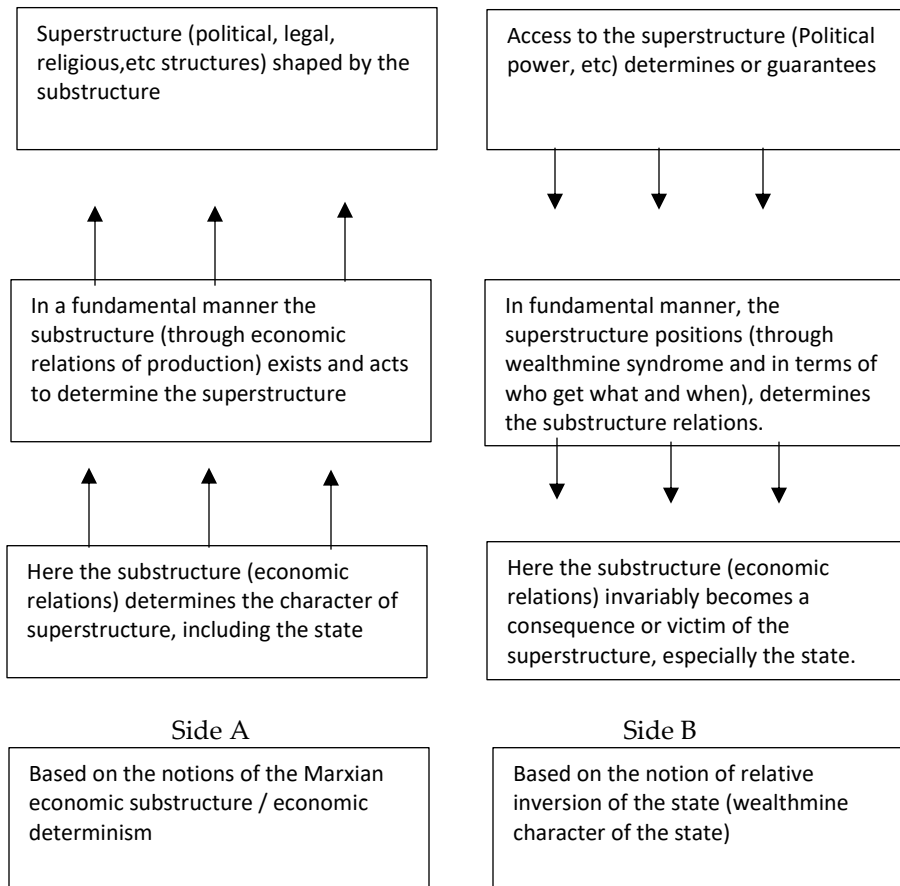 Superstructure (political, legal,
religious,etc structures) shaped by the
substructure
In a fundamental manner the
substructure (through economic
relations of production) exists and acts
to determine the superstructure
Here the substructure (economic
relations) determines the character of
superstructure, including the state
Side A
Based on the notions of the Marxian
economic substructure / economic
determinism
Access to the superstructure (Political
power, etc) determines or guarantees
In fundamental manner, the
superstructure positions (through
wealthmine syndrome and in terms of
who get what and when), determines
the substructure relations.
Here the substructure (economic
relations) invariably becomes a
consequence or victim of the
superstructure, especially the state.
Side B
Based on the notion of relative
inversion of the state (wealthmine
character of the state)